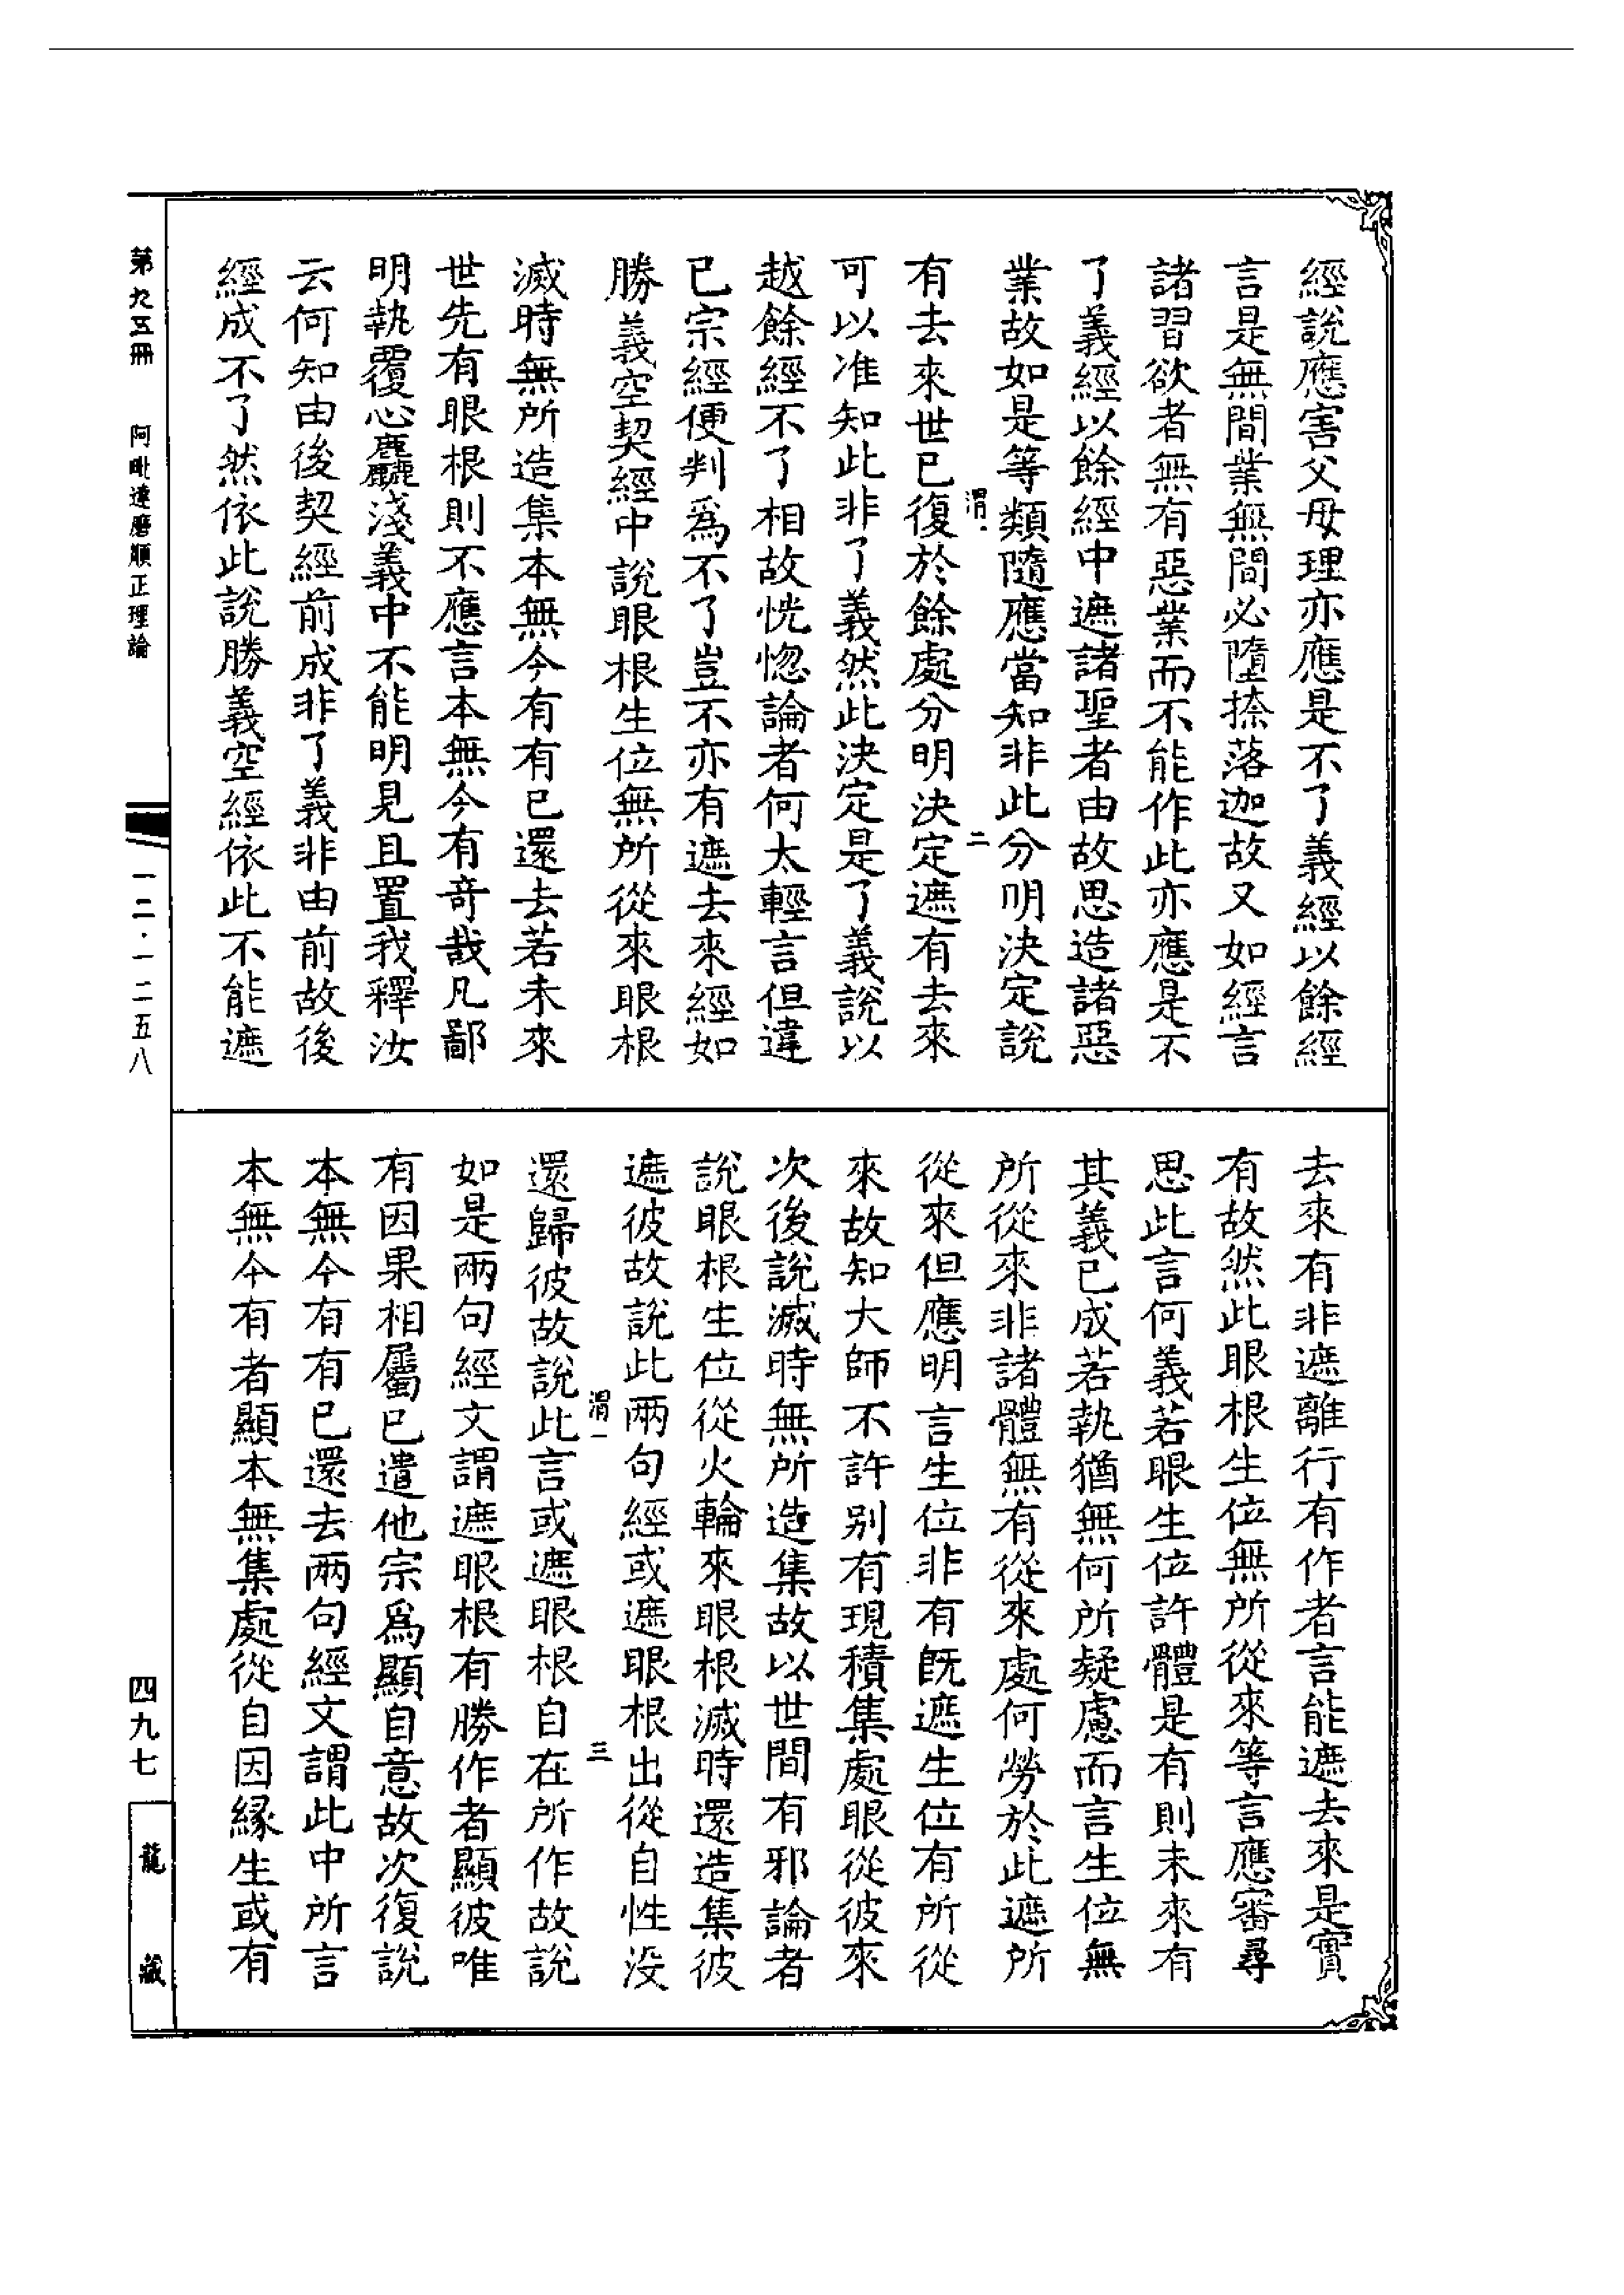 經說應害父母理亦應是不了義經以餘經
言是無間業無間必墮捺落迦故又如經言
諸習欲者無有惡業而不能作此亦應是不
了義經以餘經中遮諸聖者由故思造諸惡
業故如是等類隨應當知非此分明決定說
渭一
二
有去來世已復於餘處分明決定遮有去來
可以准知此非了義然此決定是了義說以
越餘經不了相故恍惚論者何太輕言但違
已宗經便判爲不了豈不亦有遮去來經如
勝義空契經中說眼根生位無所從來眼根
滅時無所造集本無今有有已還去若未來
世先有眼根則不應言本無今有奇哉凡鄙
明執覆心麤淺義中不能明見且置我釋汝
云何知由後契經前成非了義非由前故後
經成不了然依此說勝義空經依此不能遮
去來有非遮離行有作者言能遮去來是實
有故然此眼根生位無所從來等言應審尋
思此言何義若眼生位許體是有則未來有
其義已成若執猶無何所疑慮而言生位無
所從來非諸體無有從來處何勞於此遮所
從來但應明言生位非有既遮生位有所從
來故知大師不許別有現積集處眼從彼來
次後說滅時無所造集故以世間有邪論者
說眼根生位從火輪來眼根滅時還造集彼
遮彼故說此兩句經或遮眼根出從自性没
渭一
三
還歸彼故說此言或遮眼根自在所作故說
如是兩句經文謂遮眼根有勝作者顯彼唯
有因果相屬已遣他宗爲顯自意故次復說
本無今有有已還去兩句經文謂此中所言
本無今有者顯本無集處從自因緣生或有
第九五冊
阿毗達磨順正理論
一二·一二五八
四九七
龍藏